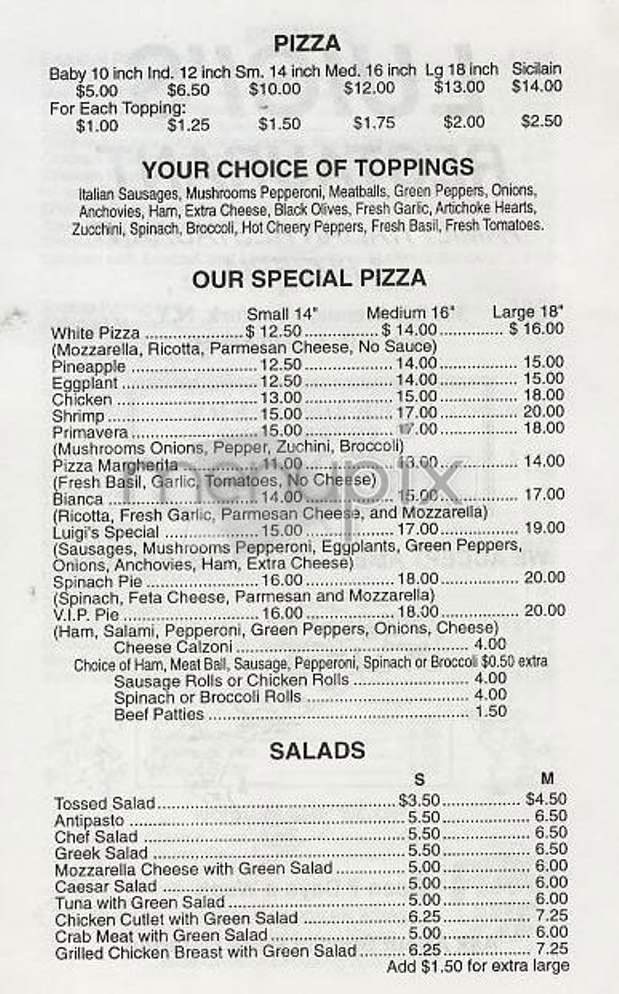 PIZZA
Baby 10 inch Ind. 12 inch Sm. 14 inch Med. 16 inch Lg 18 inch Sicilain
$5.00 $6.50 $10.00 $12.00 $13.00 $14.00
For Each Topping:
$1.00 $1.25 $1.50 $1.75 $2.00 $2.50
YOUR CHOICE OF TOPPINGS
Italian Sausages, Mushrooms Pepperoni, Meatballs, Green Peppers, Onions,
Anchovies, Ham, Extra Cheese, Black Olives, Fresh Garlic, Artichoke Hearts,
Zucchini, Spinach, Broccoli, Hot Cheery Peppers, Fresh Basil, Fresh Tomatoes.
OUR SPECIAL PIZZA
Small 14" Medium 16" Large 18"
White Pizza ......................$ 12.50................$ 14.00............. $ 16.00
(Mozzarella, Ricotta, Parmesan Cheese, No Sauce)
Pineapple ............................12.50................... 14.00.................. 15.00
Eggplant ..............................12.50................... 14.00.................. 15.00
Chicken ...............................13.00................... 15.00.................. 18.00
Shrimp .................................15.00................... 17.00.................. 20.00
Primavera ............................15.00................... 17.00.................. 18.00
(Mushrooms Onions, Pepper, Zuchini, Broccoli)
Pizza Margherita ..................11.00................... 13.00.................. 14.00
(Fresh Basil, Garlic, Tomatoes, No Cheese)
Bianca .................................14.00................... 15.00.................. 17.00
(Ricotta, Fresh Garlic, Parmesan Cheese, and Mozzarella)
Luigi's Special .....................15.00................... 17.00.................. 19.00
(Sausages, Mushrooms Pepperoni, Eggplants, Green Peppers,
Onions, Anchovies, Ham, Extra Cheese)
Spinach Pie .........................16.00................... 18.00.................. 20.00
(Spinach, Feta Cheese, Parmesan and Mozzarella)
V.I.P. Pie ..............................16.00................... 18.00.................. 20.00
(Ham, Salami, Pepperoni, Green Peppers, Onions, Cheese)
Cheese Calzoni .................................................. 4.00
Choice of Ham, Meat Ball, Sausage, Pepperoni, Spinach or Broccoli $0.50 extra
Sausage Rolls or Chicken Rolls ......................... 4.00
Spinach or Broccoli Rolls ................................... 4.00
Beef Patties ........................................................ 1.50
SALADS
S M
Tossed Salad...................................................$3.50................. $4.50
Antipasto .......................................................... 5.50................... 6.50
Chef Salad ....................................................... 5.50................... 6.50
Greek Salad ..................................................... 5.50................... 6.50
Mozzarella Cheese with Green Salad............... 5.00................... 6.00
Caesar Salad ................................................... 5.00................... 6.00
Tuna with Green Salad..................................... 5.00................... 6.00
Chicken Cutlet with Green Salad ..................... 6.25................... 7.25
Crab Meat with Green Salad............................ 5.00................... 6.00
Grilled Chicken Breast with Green Salad.......... 6.25................... 7.25
Add $1.50 for extra large
menupix